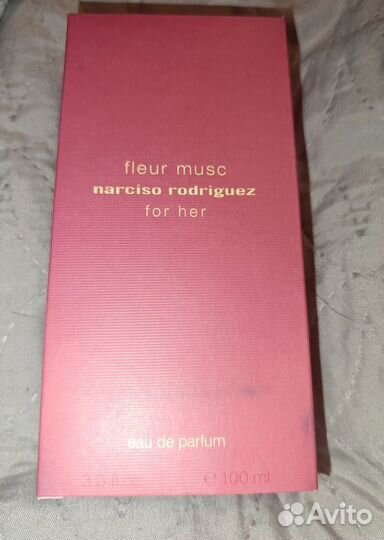 fleur musc
narciso rodriguez
for her
eau de parfum
3.3 fl.oz. ℮ 100 ml
Avito